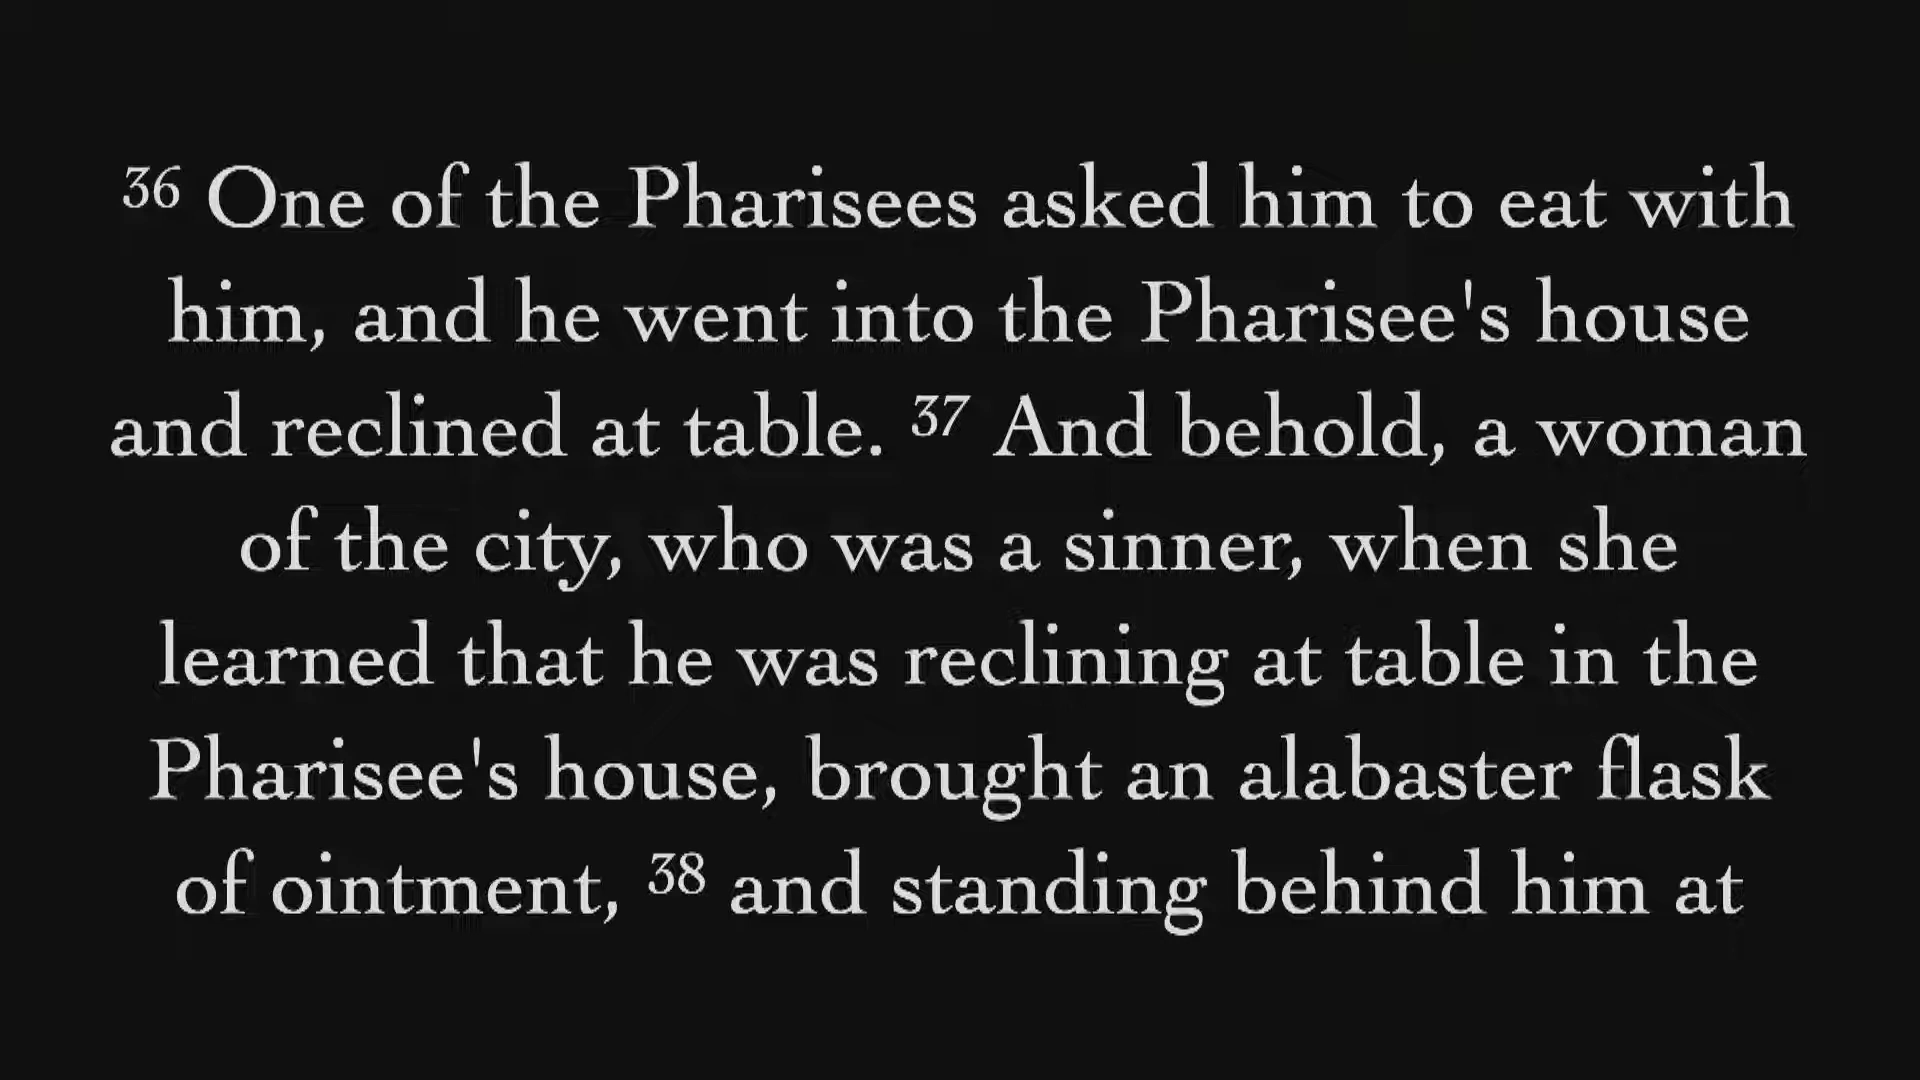 36 One of the Pharisees asked him to eat with
him, and he went into the Pharisee's house
and reclined at table. 37 And behold, a woman
of the city, who was a sinner, when she
learned that he was reclining at table in the
Pharisee's house, brought an alabaster flask
of ointment, 38 and standing behind him at